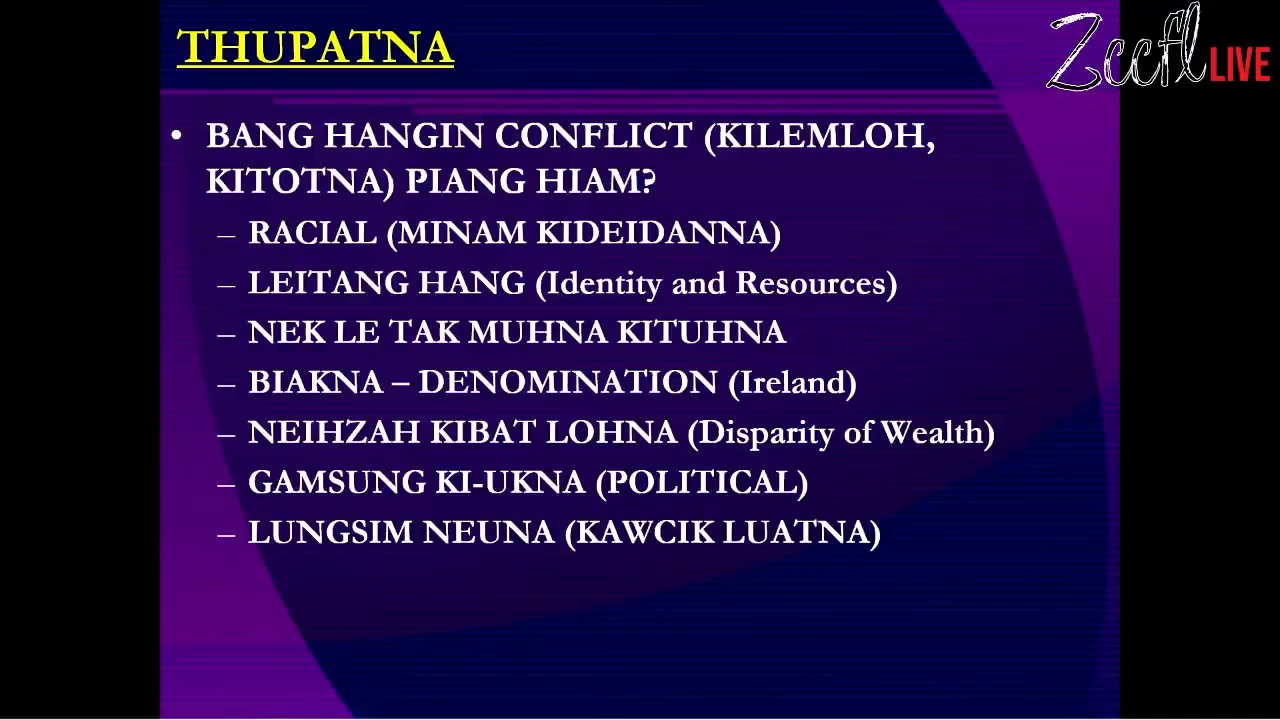 THUPATNA
Zccfl LIVE
• BANG HANGIN CONFLICT (KILEMLOH,
KITOTNA) PIANG HIAM?
– RACIAL (MINAM KIDEIDANNA)
– LEITANG HANG (Identity and Resources)
– NEK LE TAK MUHNA KITUHNA
– BIAKNA – DENOMINATION (Ireland)
– NEIHZAH KIBAT LOHNA (Disparity of Wealth)
– GAMSUNG KI-UKNA (POLITICAL)
– LUNGSIM NEUNA (KAWCIK LUATNA)